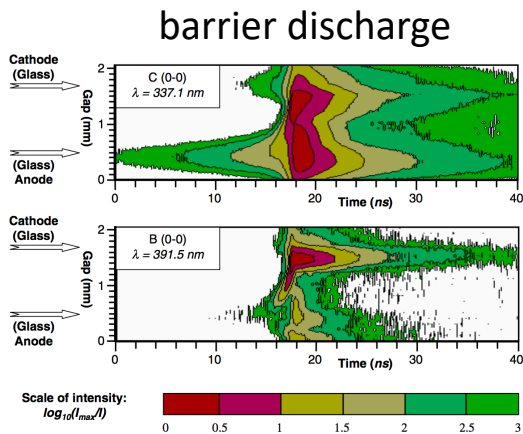 barrier discharge
Cathode
(Glass)
Gap (mm)
2
1
0
C (0-0)
λ = 337.1 nm
(Glass)
Anode
0 10 20 30 40
Time (ns)
Cathode
(Glass)
Gap (mm)
2
1
0
B (0-0)
λ = 391.5 nm
(Glass)
Anode
0 10 20 30 40
Time (ns)
Scale of intensity:
log10(Imax/I)
0 0.5 1 1.5 2 2.5 3